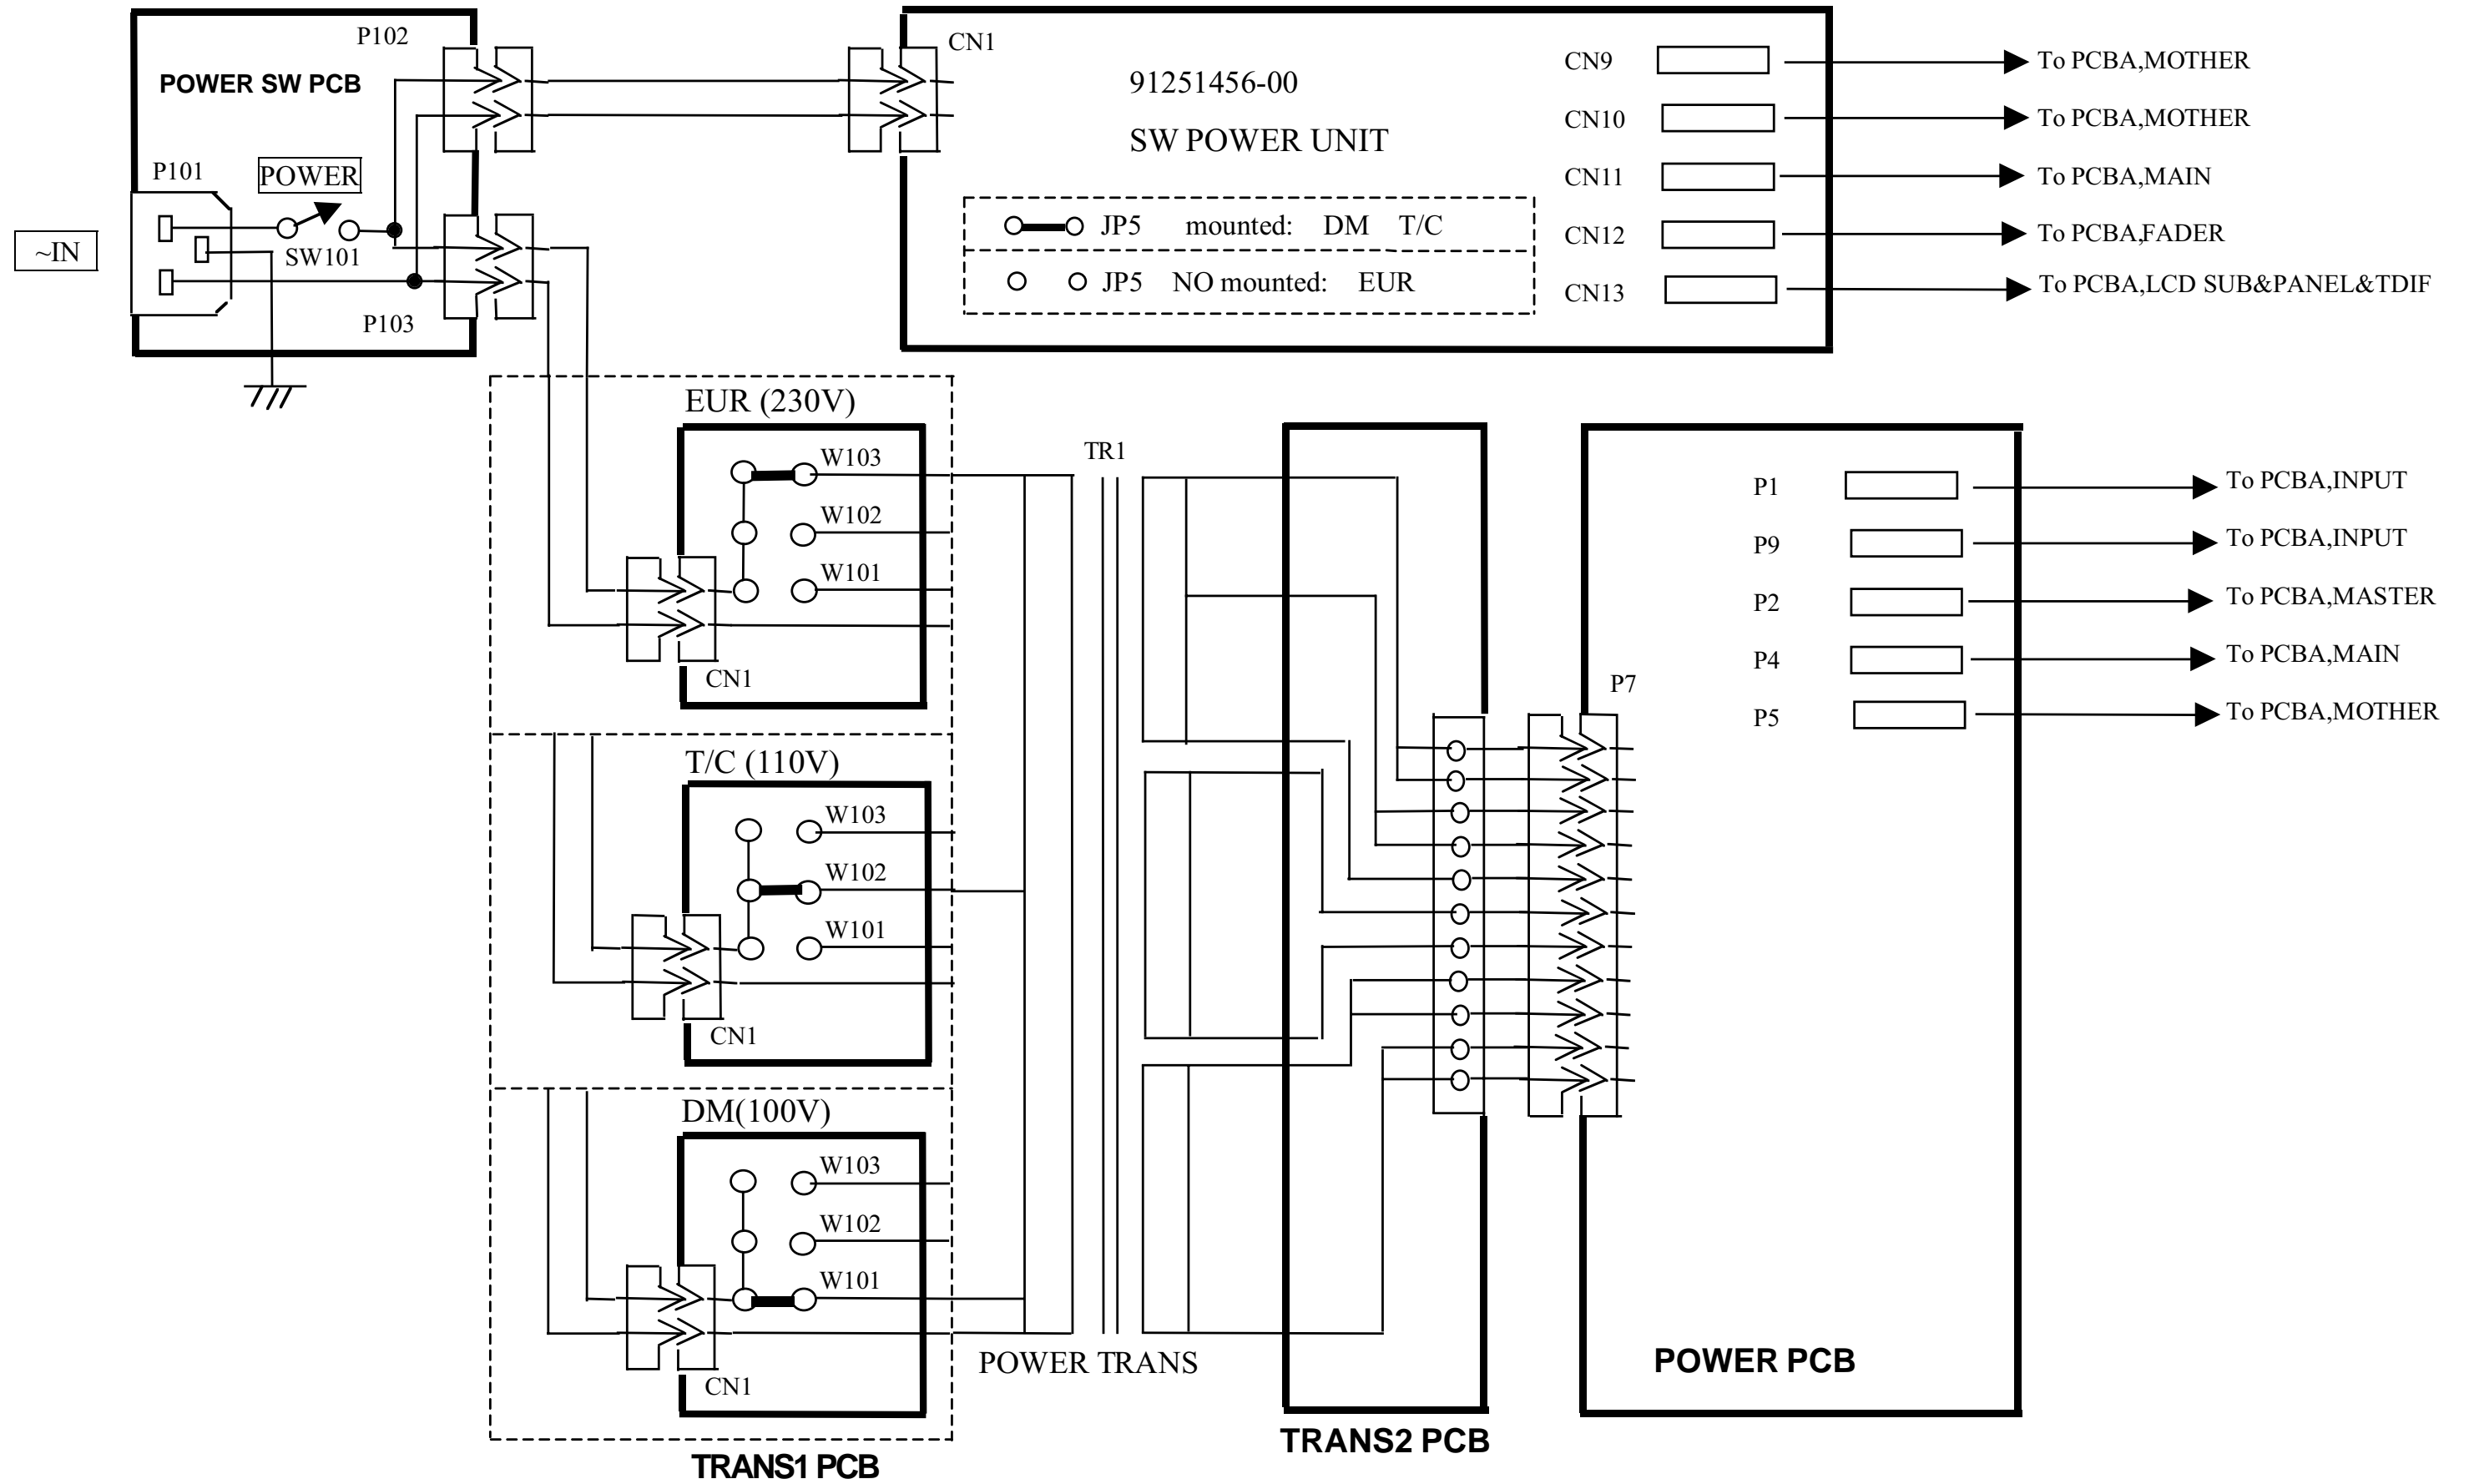 P102
POWER SW PCB
P101
POWER
~IN
SW101
P103
CN1
91251456-00
SW POWER UNIT
JP5 mounted: DM T/C
JP5 NO mounted: EUR
CN9
To PCBA,MOTHER
CN10
To PCBA,MOTHER
CN11
To PCBA,MAIN
CN12
To PCBA,FADER
CN13
To PCBA,LCD SUB&PANEL&TDIF
EUR (230V)
W103
W102
W101
CN1
T/C (110V)
W103
W102
W101
CN1
DM(100V)
W103
W102
W101
CN1
TRANS1 PCB
TR1
POWER TRANS
TRANS2 PCB
P7
P1
To PCBA,INPUT
P9
To PCBA,INPUT
P2
To PCBA,MASTER
P4
To PCBA,MAIN
P5
To PCBA,MOTHER
POWER PCB